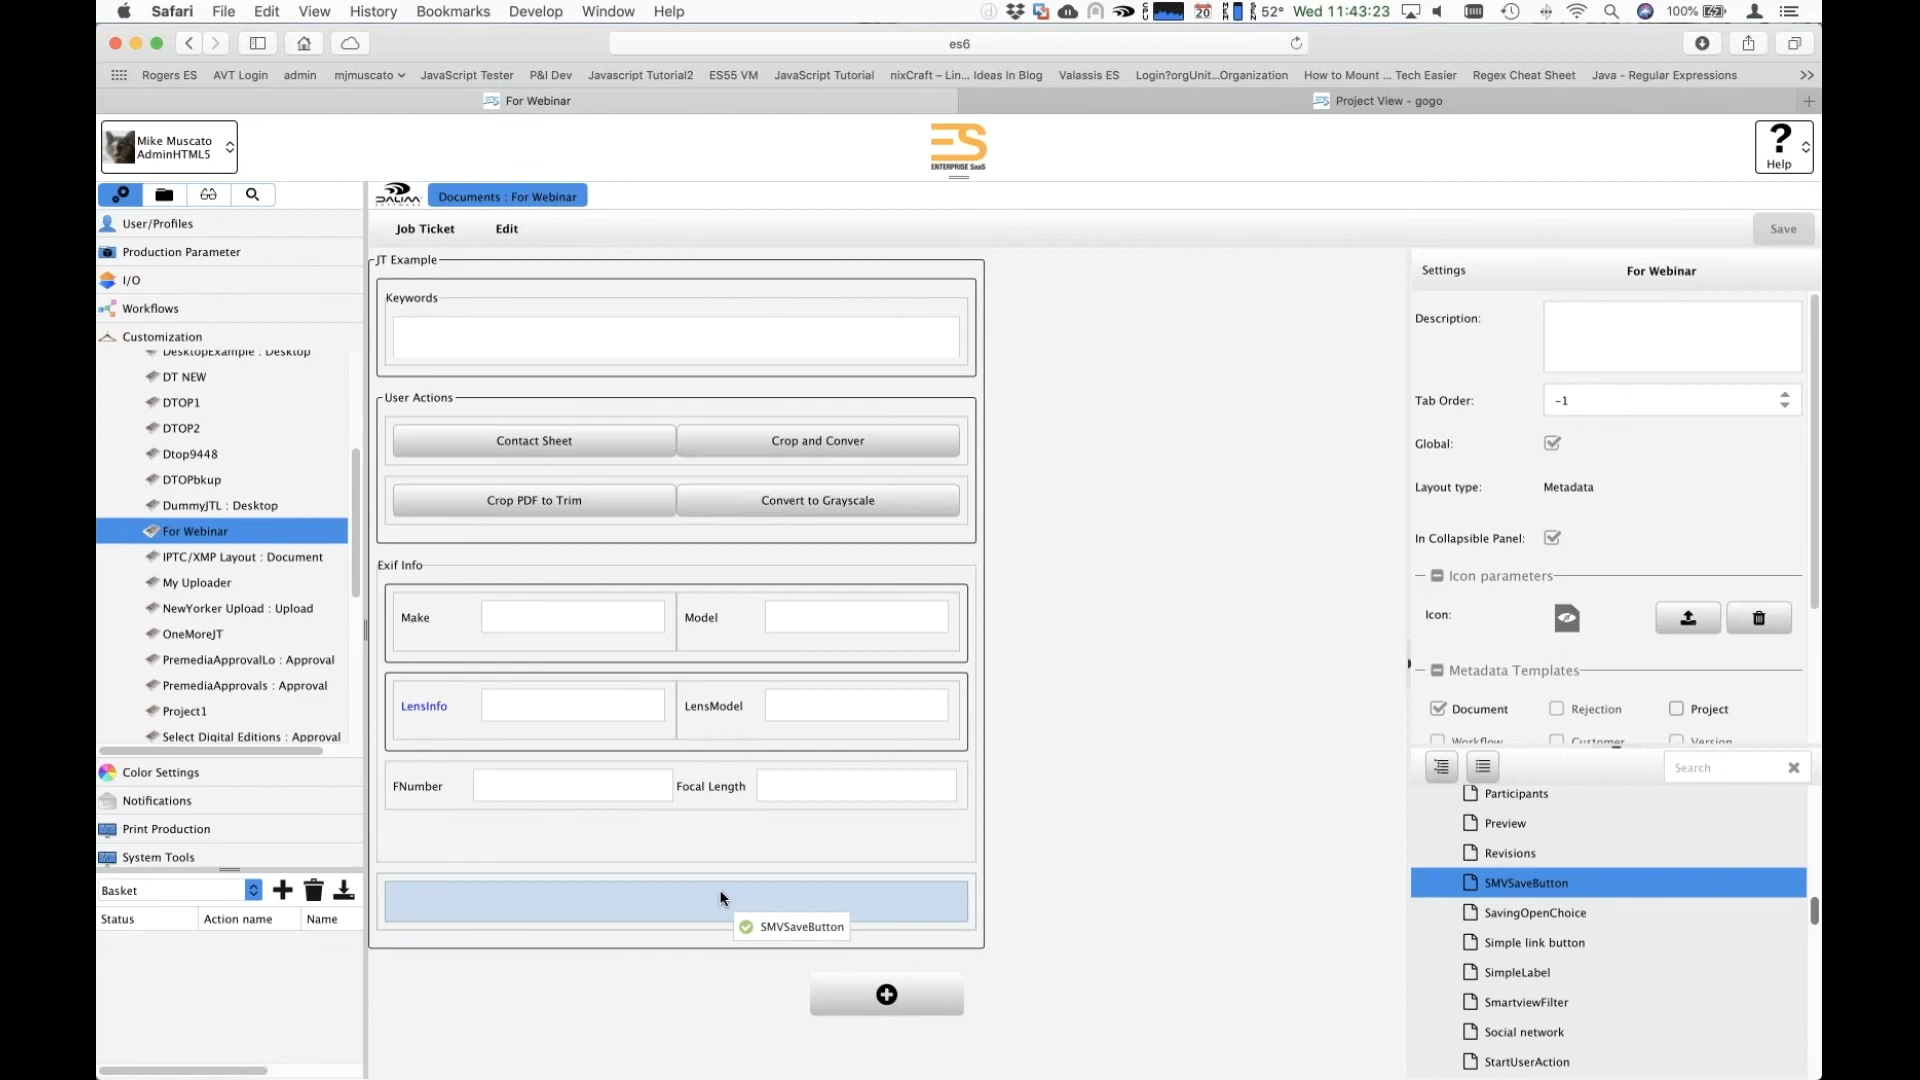 Safari File Edit View History Bookmarks Develop Window Help 52° Wed 11:43:23 100%
es6
Rogers ES AVT Login admin mjmuscato JavaScript Tester P&I Dev Javascript Tutorial2 ES55 VM JavaScript Tutorial nixCraft – Lin... Ideas In Blog Valassis ES Login?orgUnit...Organization How to Mount ... Tech Easier Regex Cheat Sheet Java - Regular Expressions
For Webinar Project View - gogo
Mike Muscato
AdminHTML5
ES
ENTERPRISE SaaS
?
Help
DALIM
SOFTWARE
Documents : For Webinar
Job Ticket Edit Save
User/Profiles
Production Parameter
I/O
Workflows
Customization
DesktopExample : Desktop
DT NEW
DTOP1
DTOP2
Dtop9448
DTOPbkup
DummyJTL : Desktop
For Webinar
IPTC/XMP Layout : Document
My Uploader
NewYorker Upload : Upload
OneMoreJT
PremediaApprovalLo : Approval
PremediaApprovals : Approval
Project1
Select Digital Editions : Approval
Color Settings
Notifications
Print Production
System Tools
Basket
Status Action name Name
JT Example
Keywords
User Actions
Contact Sheet Crop and Conver
Crop PDF to Trim Convert to Grayscale
Exif Info
Make Model
LensInfo LensModel
FNumber Focal Length
SMVSaveButton
Settings For Webinar
Description:
Tab Order: -1
Global:
Layout type: Metadata
In Collapsible Panel:
Icon parameters
Icon:
Metadata Templates
Document Rejection Project
Workflow Customer Version
Search
Participants
Preview
Revisions
SMVSaveButton
SavingOpenChoice
Simple link button
SimpleLabel
SmartviewFilter
Social network
StartUserAction